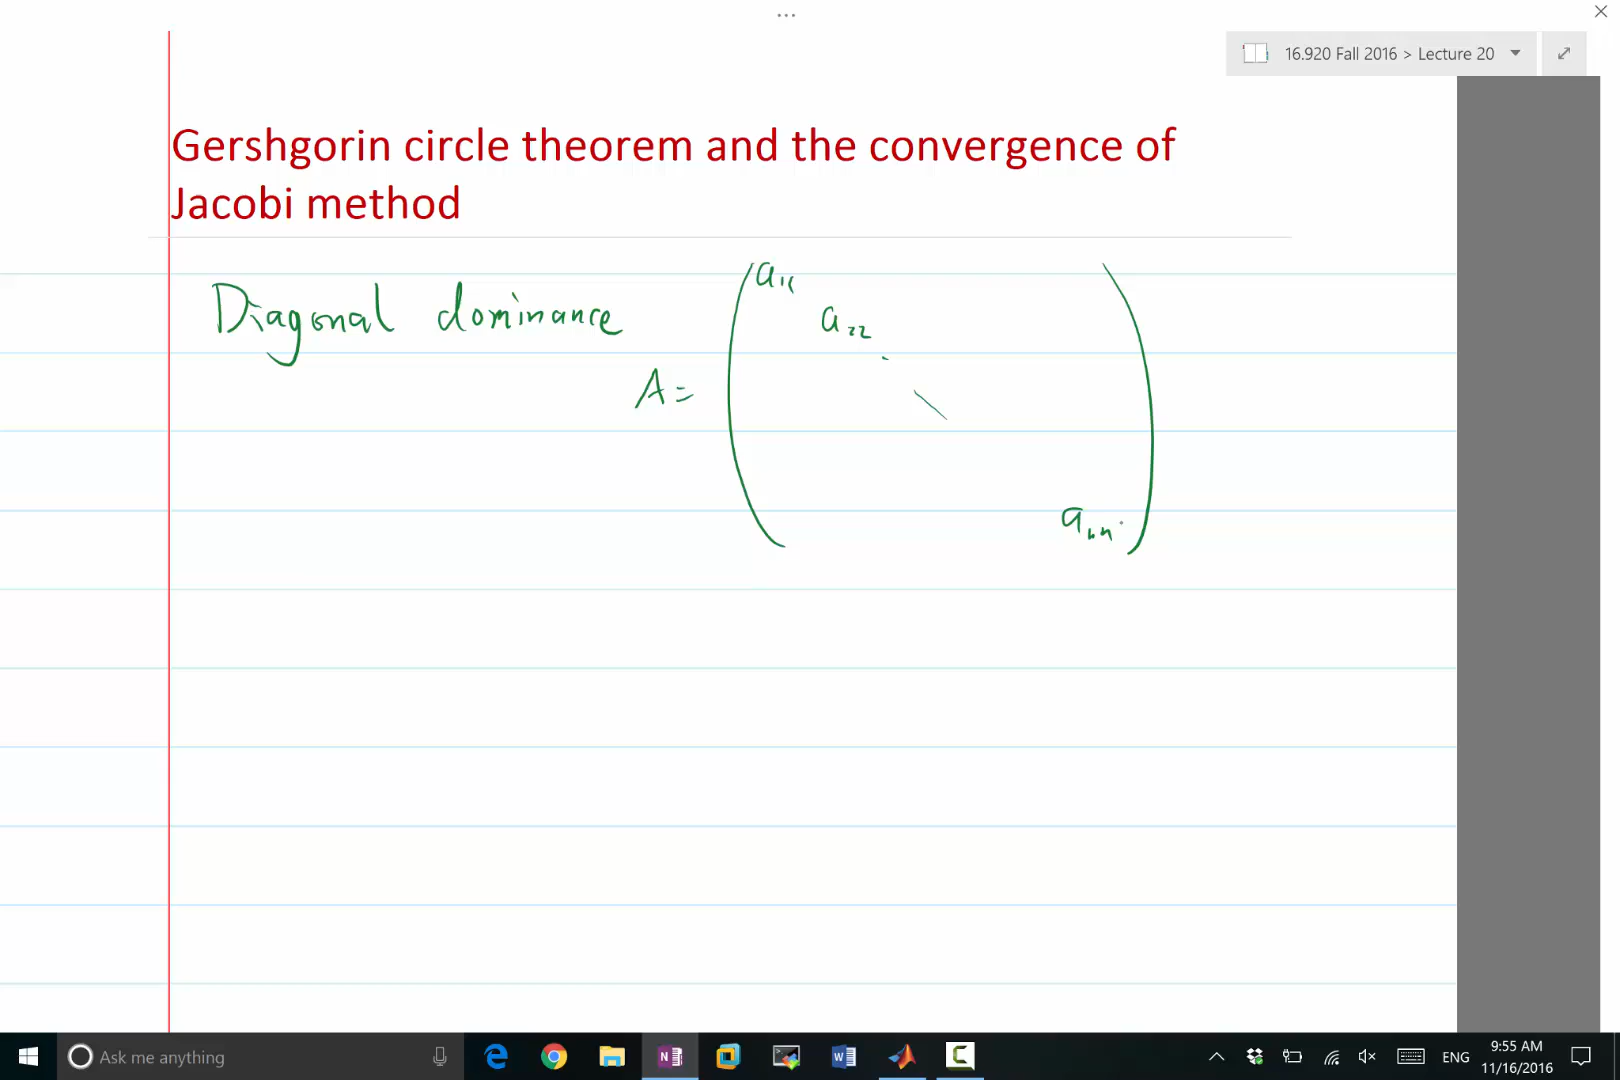 ...
16.920 Fall 2016 > Lecture 20
Gershgorin circle theorem and the convergence of
Jacobi method
Diagonal dominance
a₁₁
a₂₂
A =
aₙₙ
Ask me anything
ENG
9:55 AM
11/16/2016